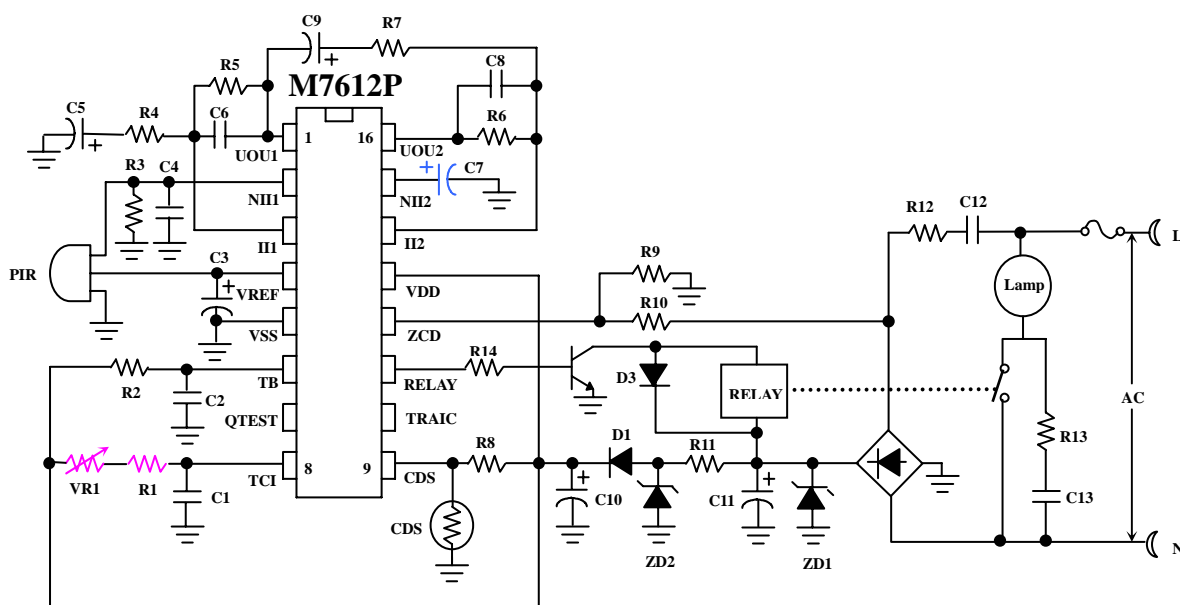 C9
R7
R5
C8
M7612P
C5
R4
C6
R6
1
16
UOU1
UOU2
R3
C4
C7
NII1
NII2
II1
II2
R12
C12
L
PIR
C3
R9
VREF
VDD
Lamp
R10
VSS
ZCD
R14
TB
RELAY
D3
R2
C2
RELAY
AC
QTEST
TRAIC
D1
R11
R13
R8
8
9
VR1
R1
C1
TCI
CDS
C10
C11
C13
CDS
ZD2
ZD1
N
+
+
+
+
+
+